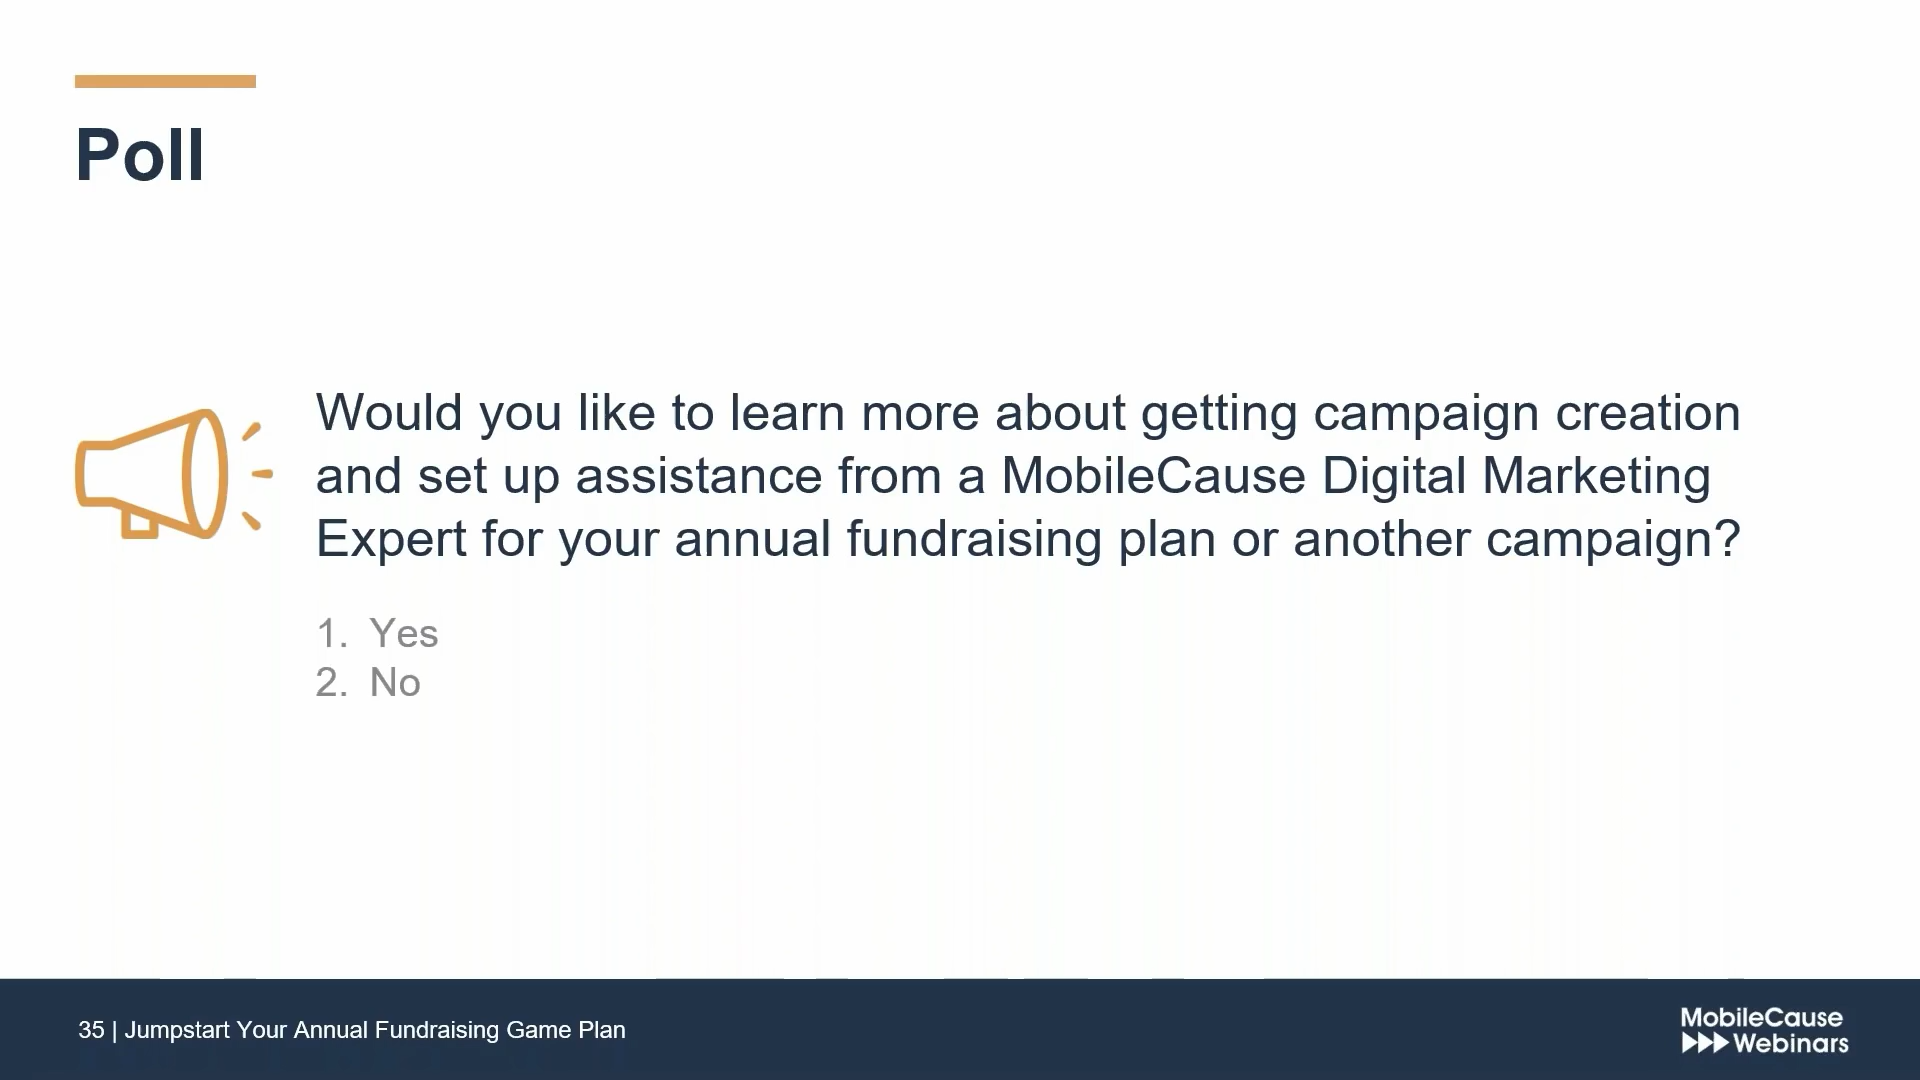 Poll
Would you like to learn more about getting campaign creation
and set up assistance from a MobileCause Digital Marketing
Expert for your annual fundraising plan or another campaign?
1. Yes
2. No
35 | Jumpstart Your Annual Fundraising Game Plan
MobileCause
Webinars